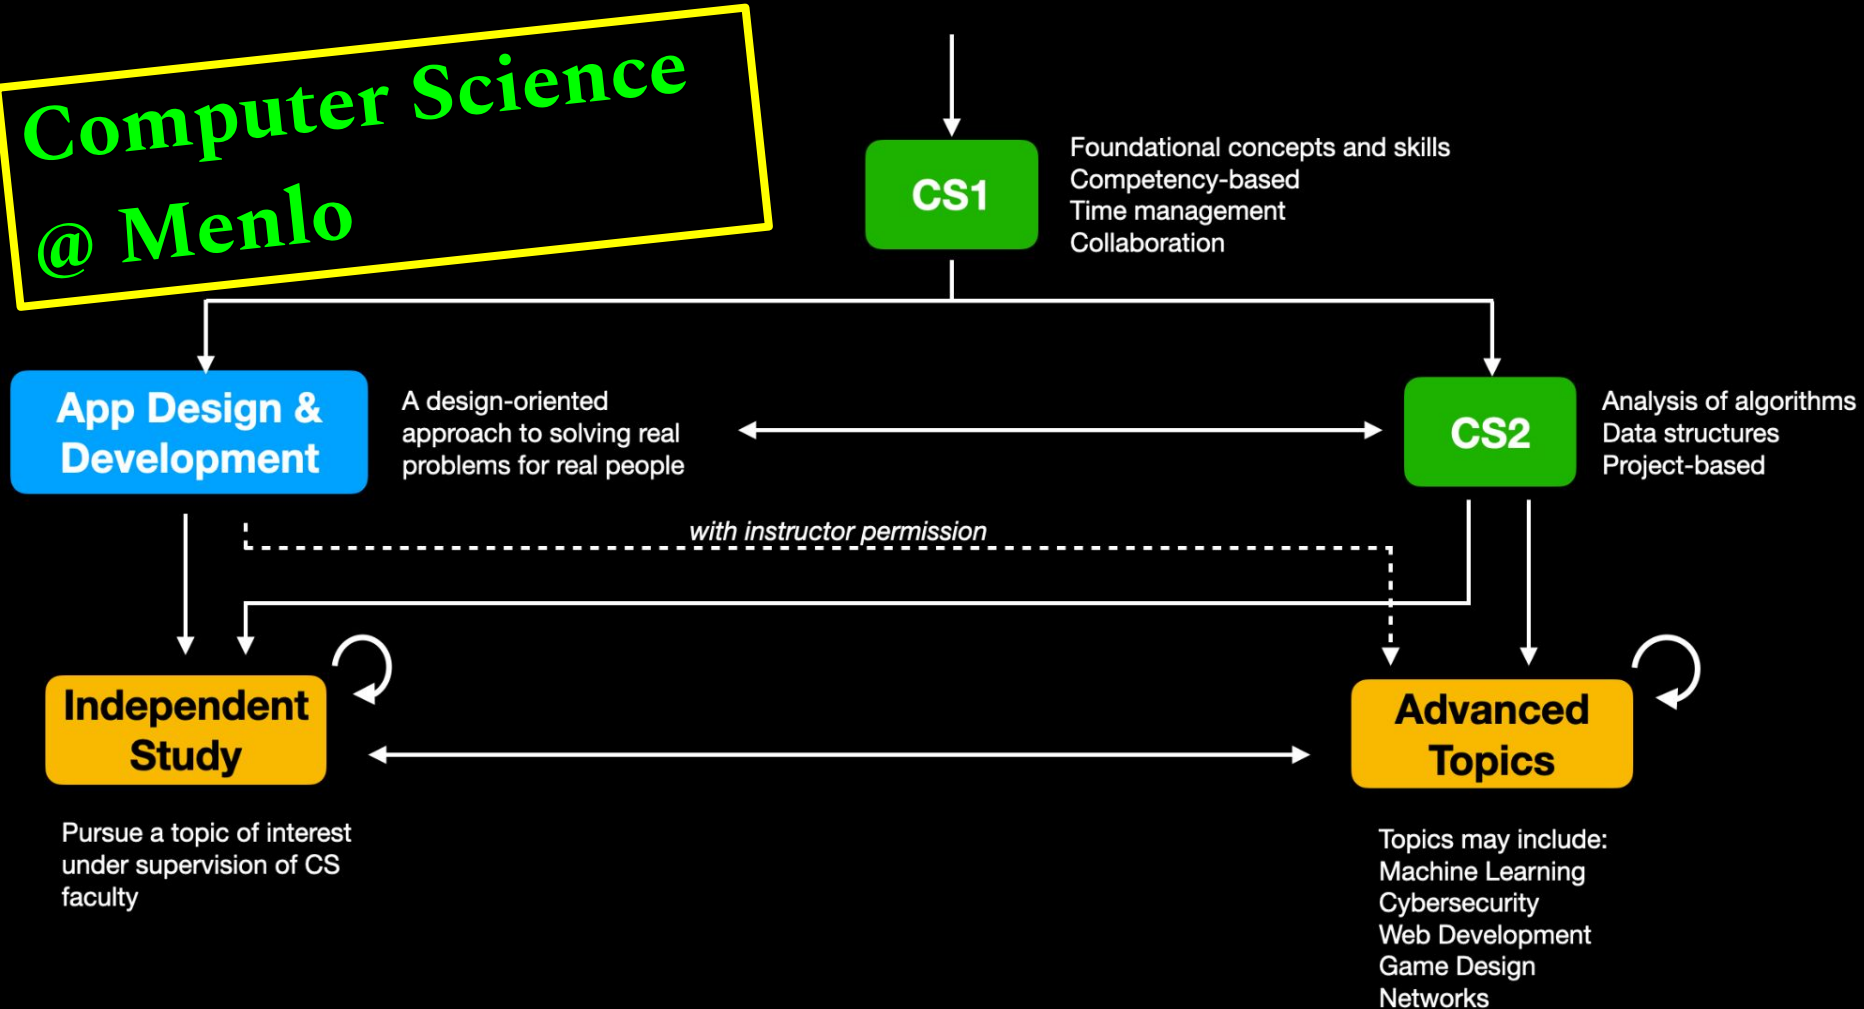 Computer Science
@ Menlo
CS1
Foundational concepts and skills
Competency-based
Time management
Collaboration
App Design &
Development
A design-oriented
approach to solving real
problems for real people
CS2
Analysis of algorithms
Data structures
Project-based
with instructor permission
Independent
Study
Pursue a topic of interest
under supervision of CS
faculty
Advanced
Topics
Topics may include:
Machine Learning
Cybersecurity
Web Development
Game Design
Networks